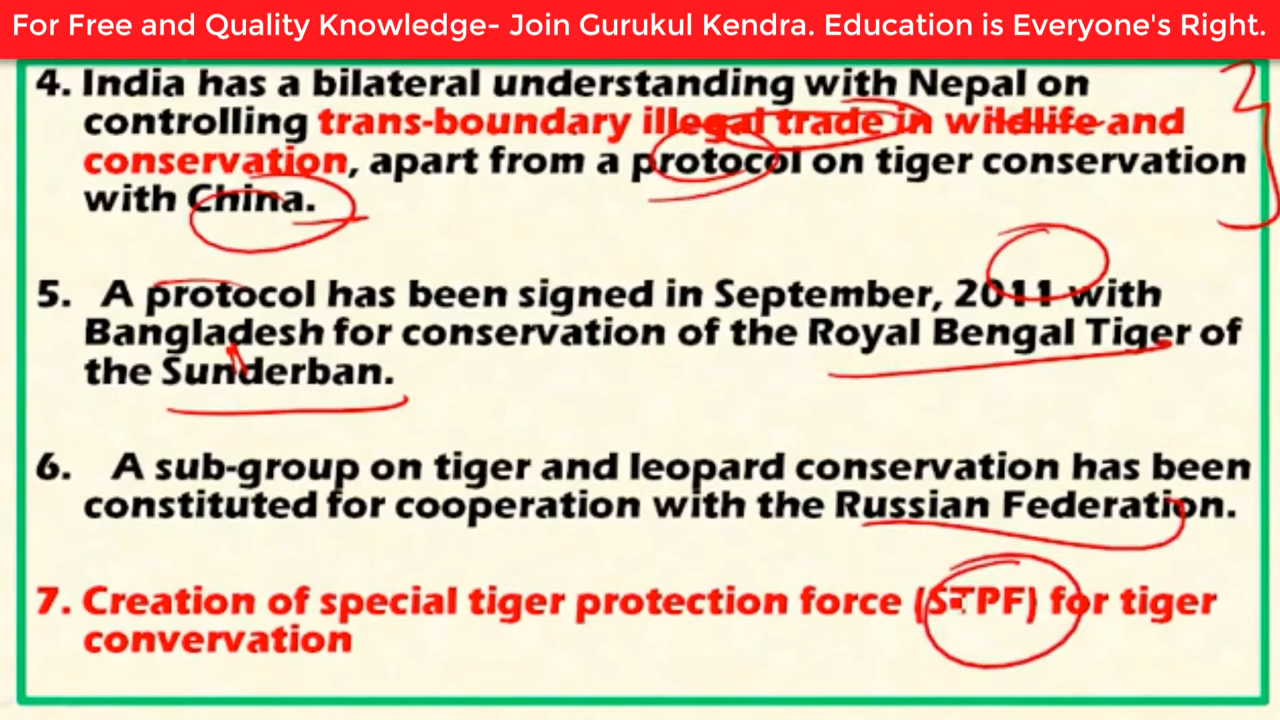 For Free and Quality Knowledge- Join Gurukul Kendra. Education is Everyone's Right.
4. India has a bilateral understanding with Nepal on
controlling trans-boundary illegal trade in wildlife and
conservation, apart from a protocol on tiger conservation
with China.
5. A protocol has been signed in September, 2011 with
Bangladesh for conservation of the Royal Bengal Tiger of
the Sunderban.
6. A sub-group on tiger and leopard conservation has been
constituted for cooperation with the Russian Federation.
7. Creation of special tiger protection force (STPF) for tiger
convervation